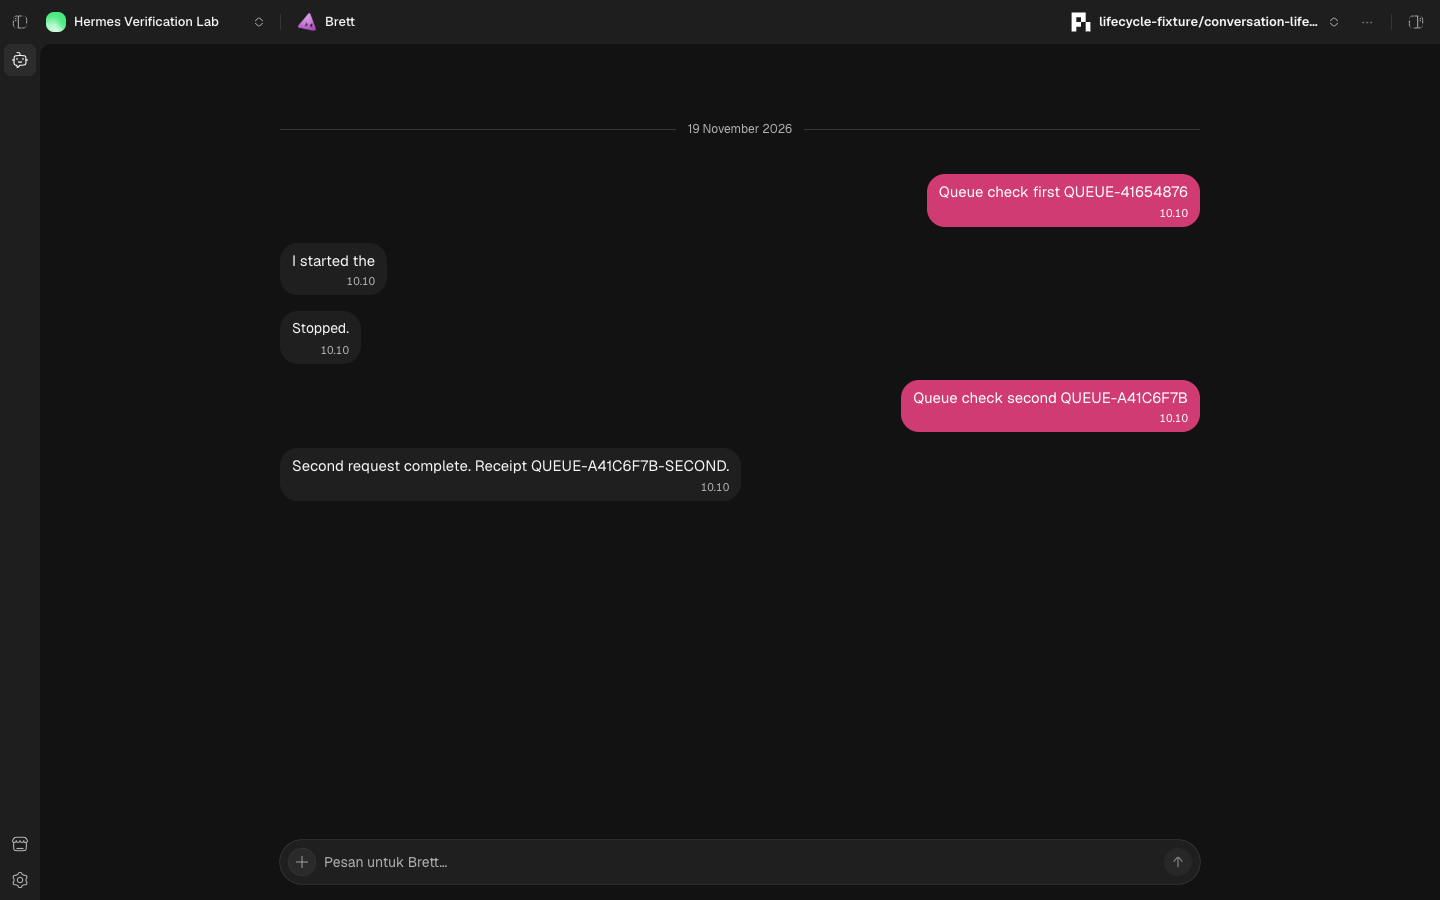 Hermes Verification Lab
Brett
lifecycle-fixture/conversation-life...
19 November 2026
Queue check first QUEUE-41654876
10.10
I started the
10.10
Stopped.
10.10
Queue check second QUEUE-A41C6F7B
10.10
Second request complete. Receipt QUEUE-A41C6F7B-SECOND.
10.10
Pesan untuk Brett...